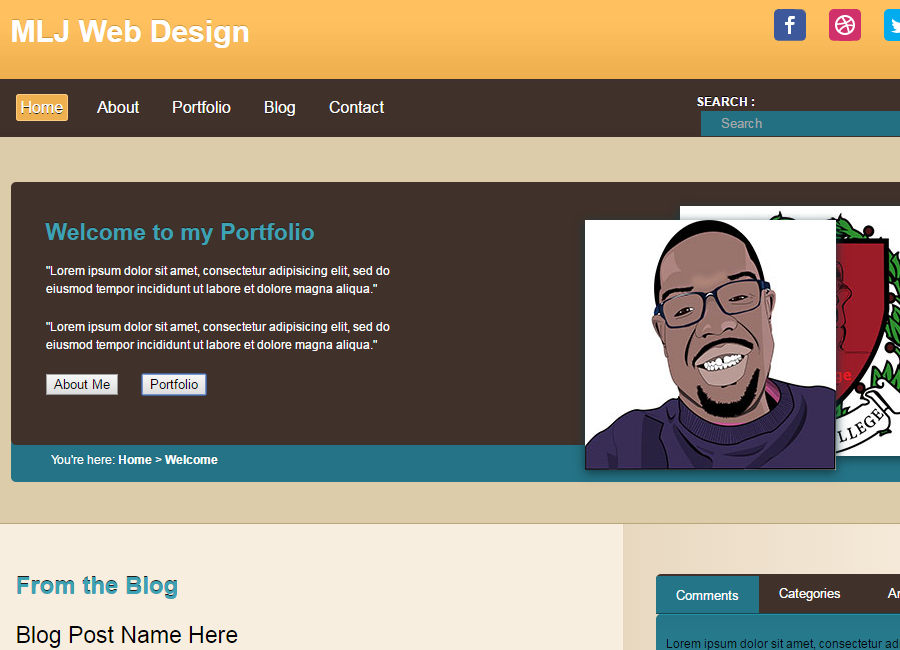 MLJ Web Design
Home About Portfolio Blog Contact
SEARCH :
Search
Welcome to my Portfolio
"Lorem ipsum dolor sit amet, consectetur adipisicing elit, sed do
eiusmod tempor incididunt ut labore et dolore magna aliqua."
"Lorem ipsum dolor sit amet, consectetur adipisicing elit, sed do
eiusmod tempor incididunt ut labore et dolore magna aliqua."
About Me Portfolio
LLEGE
You're here: Home > Welcome
From the Blog
Blog Post Name Here
Comments Categories
Lorem ipsum dolor sit amet, consectetur